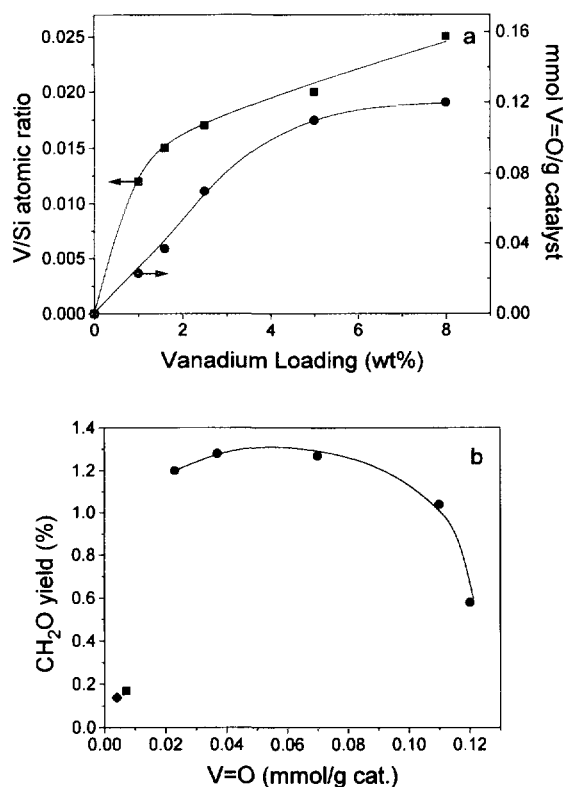 a
0.025
0.020
0.015
0.010
0.005
0.000
V/Si atomic ratio
0.16
0.12
0.08
0.04
0.00
mmol V=O/g catalyst
0 2 4 6 8
Vanadium Loading (wt%)
b
1.4
1.2
1.0
0.8
0.6
0.4
0.2
0.0
CH₂O yield (%)
0.00 0.02 0.04 0.06 0.08 0.10 0.12
V=O (mmol/g cat.)